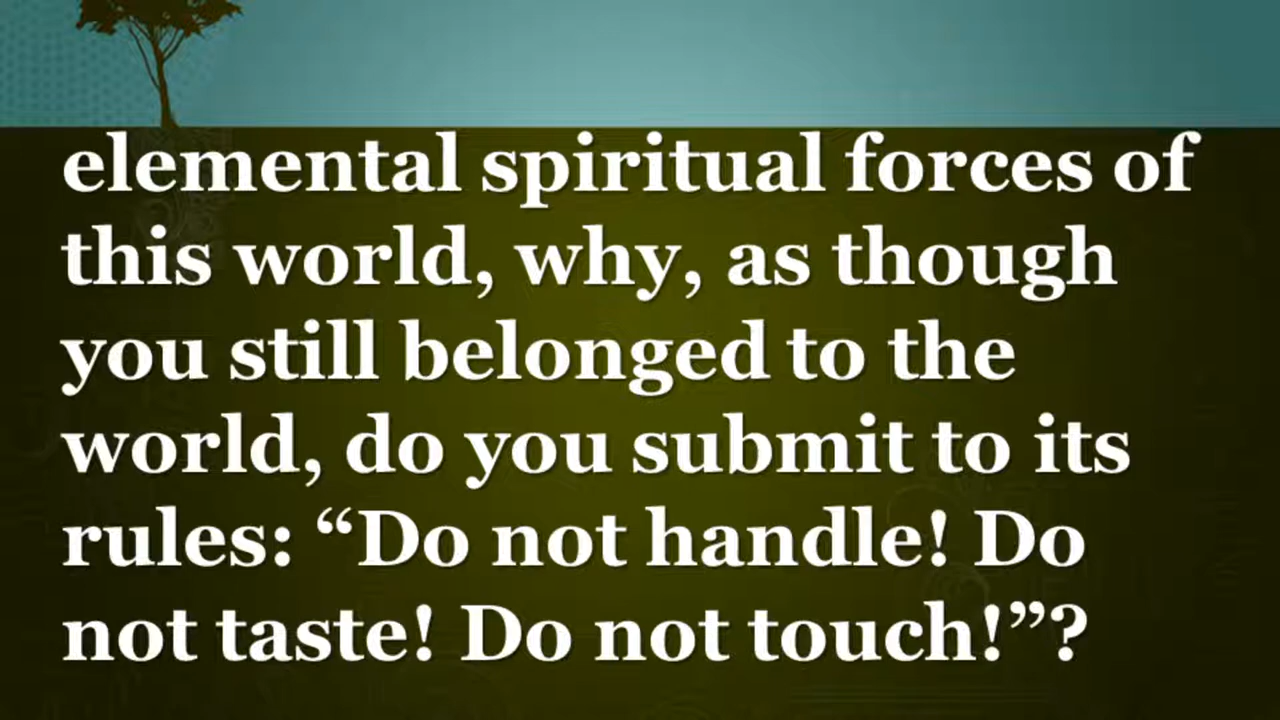 elemental spiritual forces of
this world, why, as though
you still belonged to the
world, do you submit to its
rules: “Do not handle! Do
not taste! Do not touch!”?